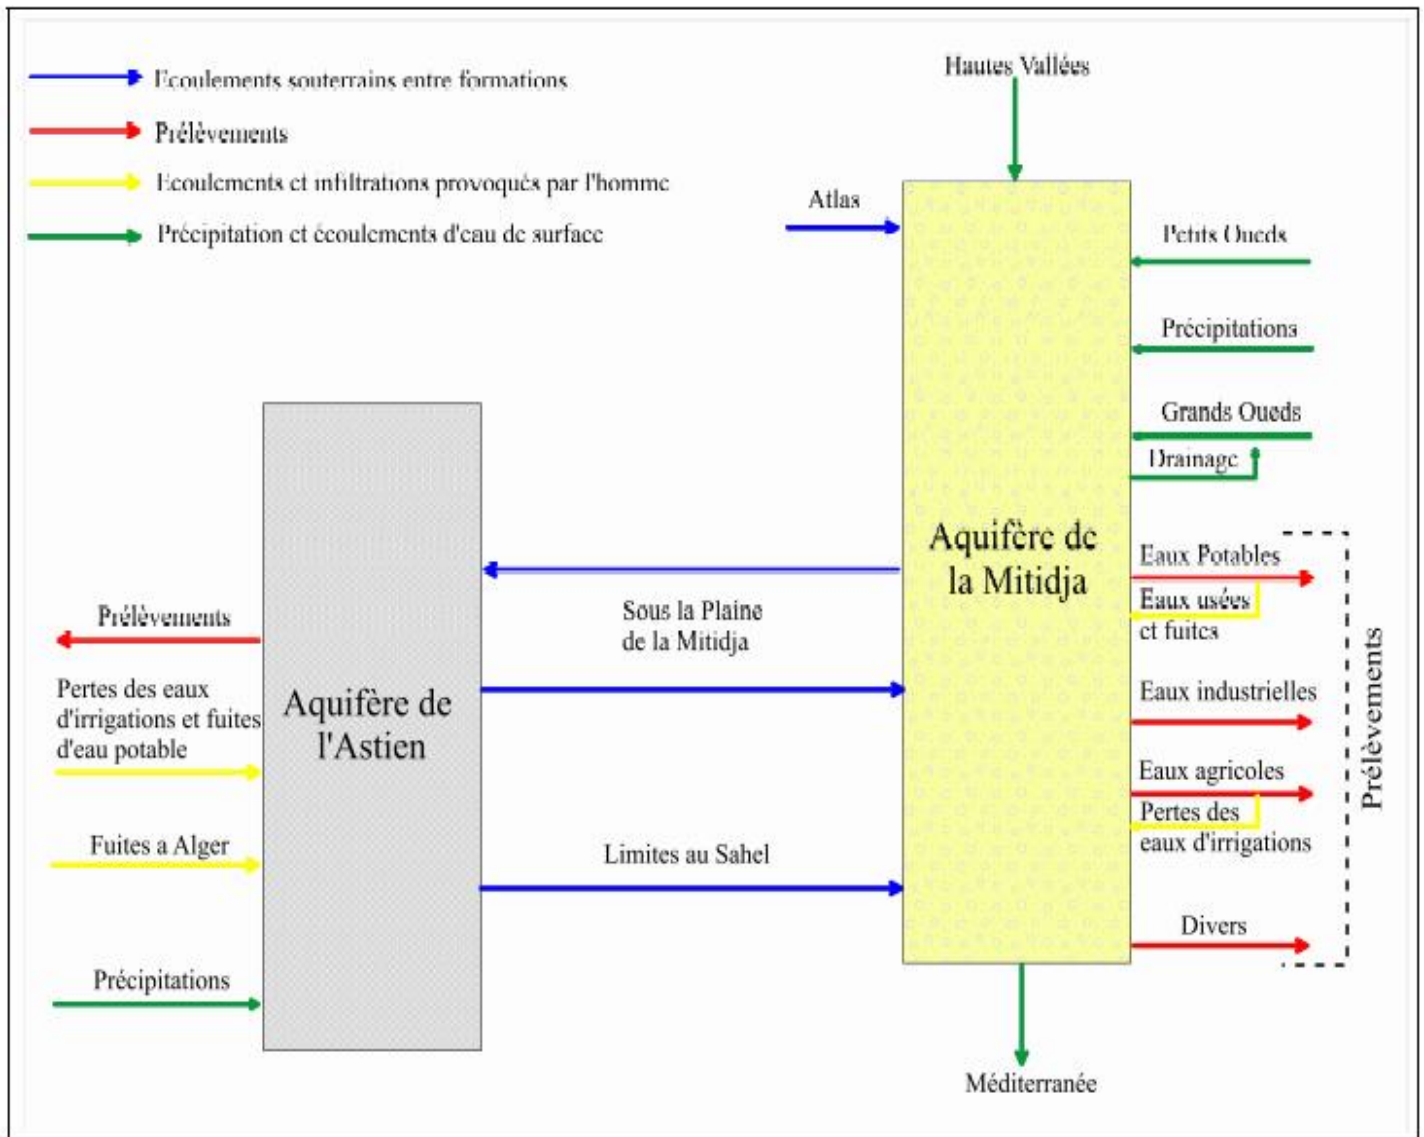 Ecoulements souterrains entre formations
Prélèvements
Ecoulements et infiltrations provoqués par l'homme
Précipitation et écoulements d'eau de surface
Hautes Vallées
Atlas
Petits Oueds
Précipitations
Grands Oueds
Drainage
Aquifère de
la Mitidja
Eaux Potables
Eaux usées
et fuites
Eaux industrielles
Eaux agricoles
Pertes des
eaux d'irrigations
Divers
Prélèvements
Sous la Plaine
de la Mitidja
Limites au Sahel
Aquifère de
l'Astien
Prélèvements
Pertes des eaux
d'irrigations et fuites
d'eau potable
Fuites a Alger
Précipitations
Méditerranée